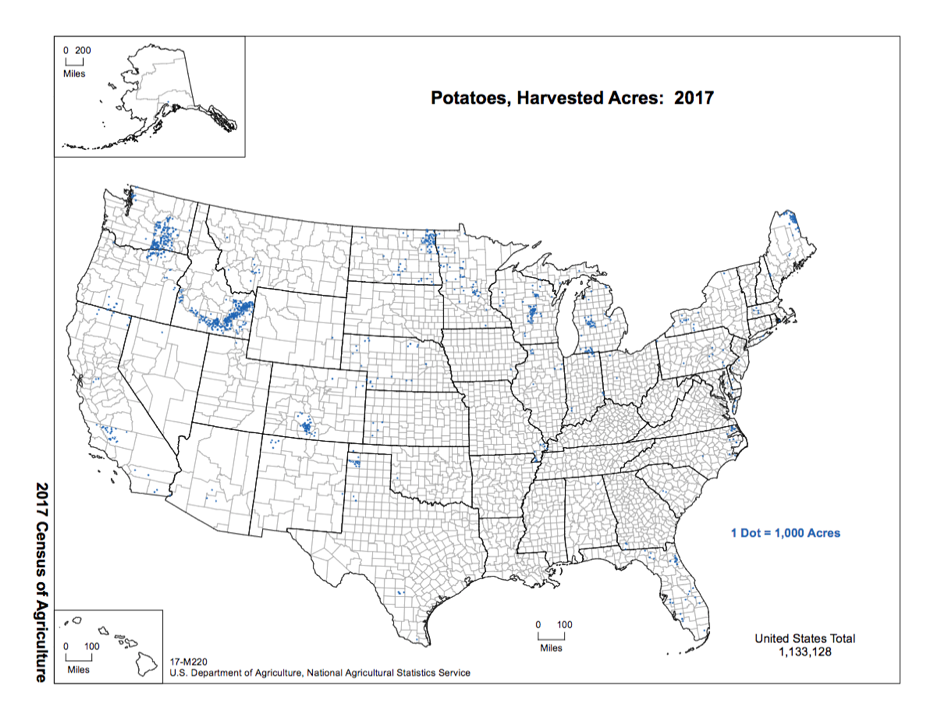 0 200
Miles
Potatoes, Harvested Acres: 2017
1 Dot = 1,000 Acres
2017 Census of Agriculture
0 100
Miles
0 100
Miles
United States Total
1,133,128
17-M220
U.S. Department of Agriculture, National Agricultural Statistics Service